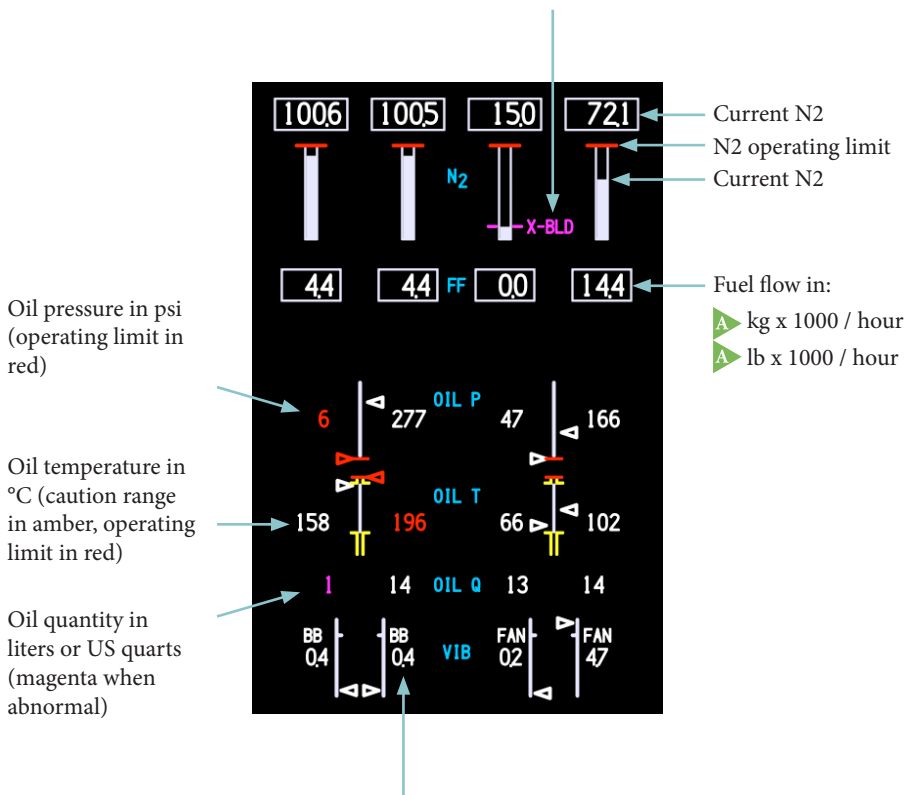 100.6 100.5 15.0 72.1
Current N2
N2 operating limit
N2
Current N2
X-BLD
4.4 4.4 FF 0.0 14.4
Fuel flow in:
A kg x 1000 / hour
A lb x 1000 / hour
Oil pressure in psi
(operating limit in
red)
6 277 OIL P 47 166
Oil temperature in
°C (caution range
in amber, operating
limit in red)
158 196 OIL T 66 102
1 14 OIL Q 13 14
Oil quantity in
liters or US quarts
(magenta when
abnormal)
BB BB FAN FAN
0.4 0.4 VIB 0.2 4.7